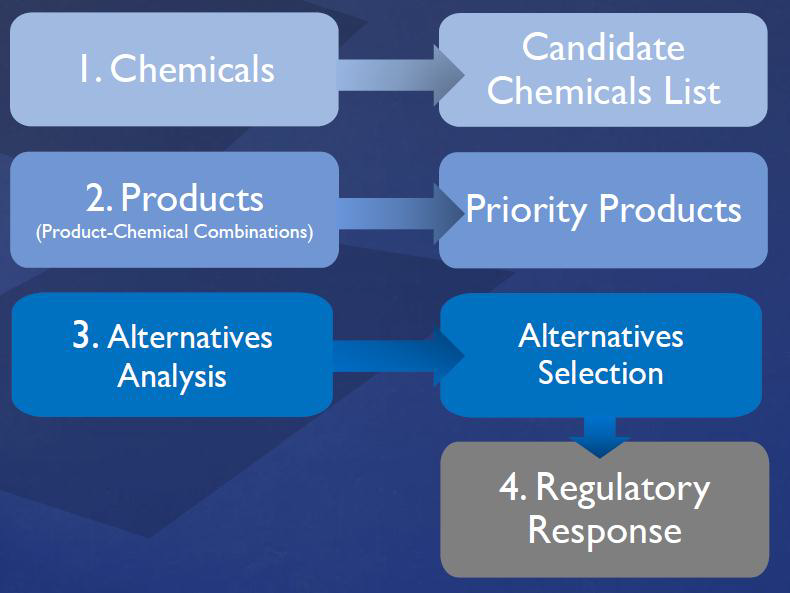 1. Chemicals
Candidate
Chemicals List
2. Products
(Product-Chemical Combinations)
Priority Products
3. Alternatives
Analysis
Alternatives
Selection
4. Regulatory
Response